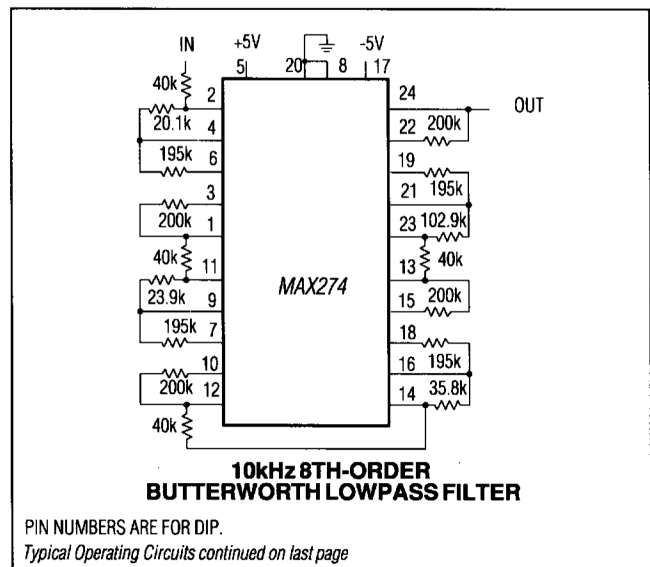 IN +5V -5V
5 20 8 17
40k
2 24
OUT
20.1k 4 22 200k
195k 6 19
3 21 195k
200k 1 23 102.9k
40k 11 13 40k
MAX274
23.9k 9 15 200k
195k 7 18
10 16 195k
200k 12 14 35.8k
40k
10kHz 8TH-ORDER
BUTTERWORTH LOWPASS FILTER
PIN NUMBERS ARE FOR DIP.
Typical Operating Circuits continued on last page